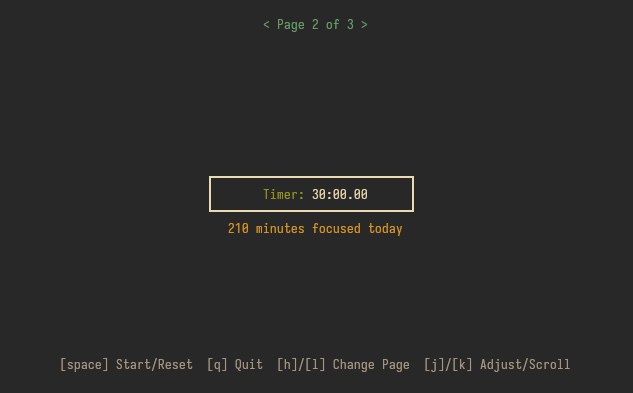 < Page 2 of 3 >
Timer: 30:00.00
210 minutes focused today
[space] Start/Reset  [q] Quit  [h]/[l] Change Page  [j]/[k] Adjust/Scroll